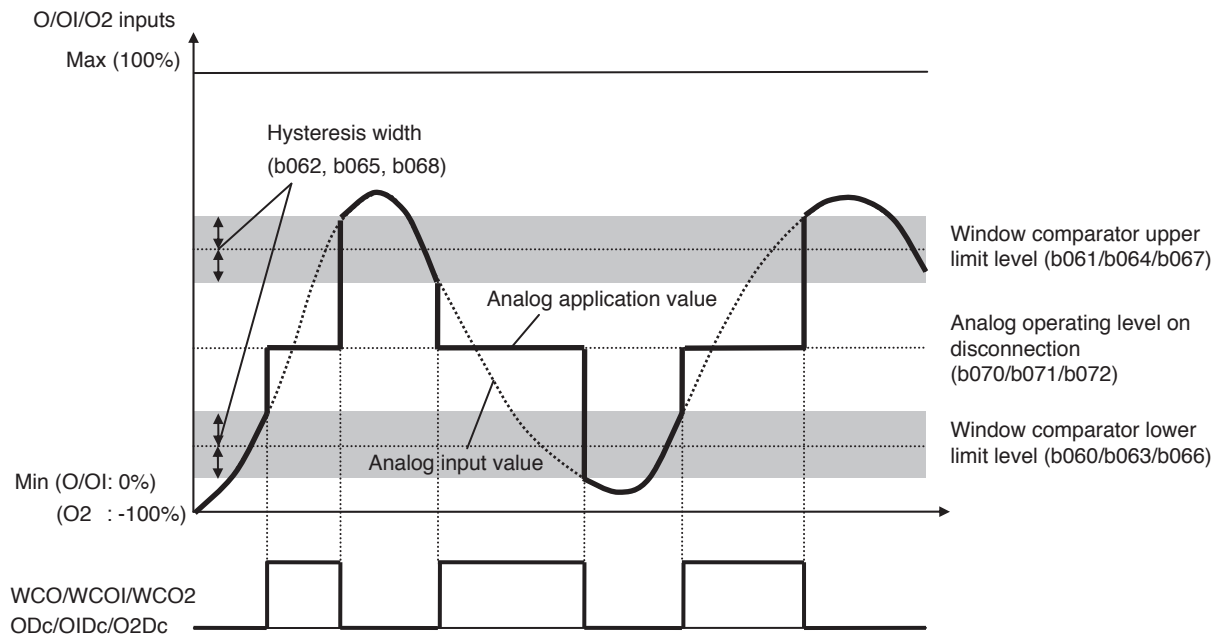 O/OI/O2 inputs
Max (100%)
Hysteresis width
(b062, b065, b068)
Window comparator upper
limit level (b061/b064/b067)
Analog application value
Analog operating level on
disconnection
(b070/b071/b072)
Window comparator lower
limit level (b060/b063/b066)
Analog input value
Min (O/OI: 0%)
(O2 : -100%)
WCO/WCOI/WCO2
ODc/OIDc/O2Dc